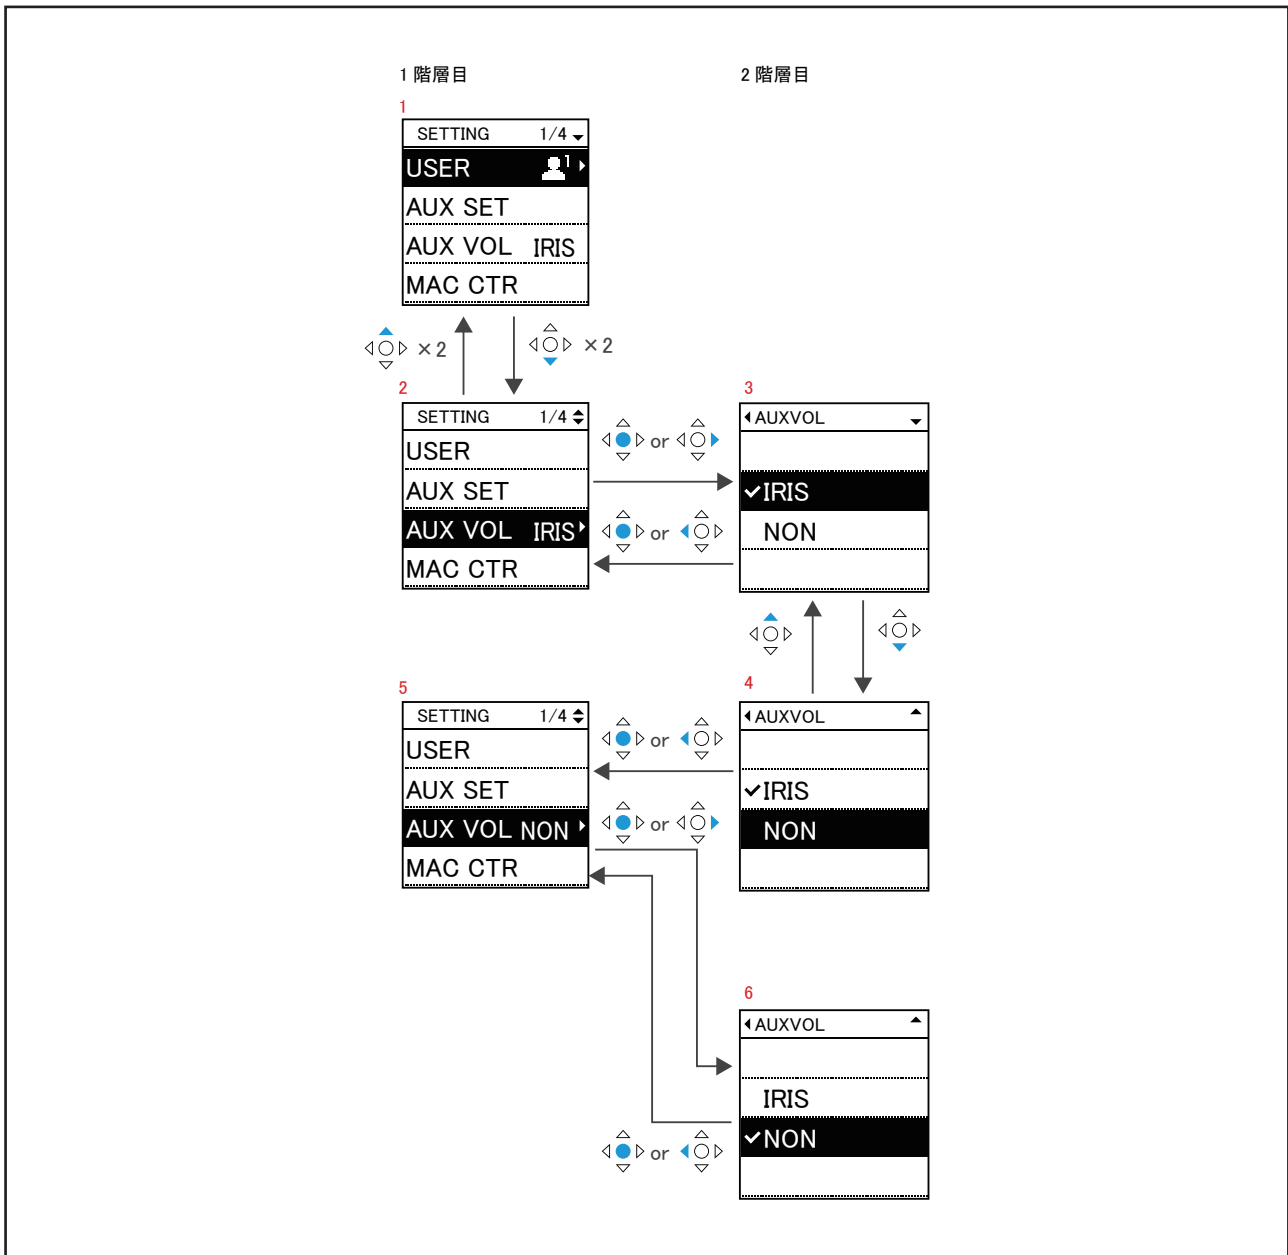 1 階層目
2 階層目
1
SETTING 1/4
USER 1
AUX SET
AUX VOL IRIS
MAC CTR
×2
×2
2
SETTING 1/4
USER
AUX SET
AUX VOL IRIS
MAC CTR
or
or
3
AUXVOL
IRIS
NON
5
SETTING 1/4
USER
AUX SET
AUX VOL NON
MAC CTR
or
or
4
AUXVOL
IRIS
NON
6
AUXVOL
IRIS
NON
or